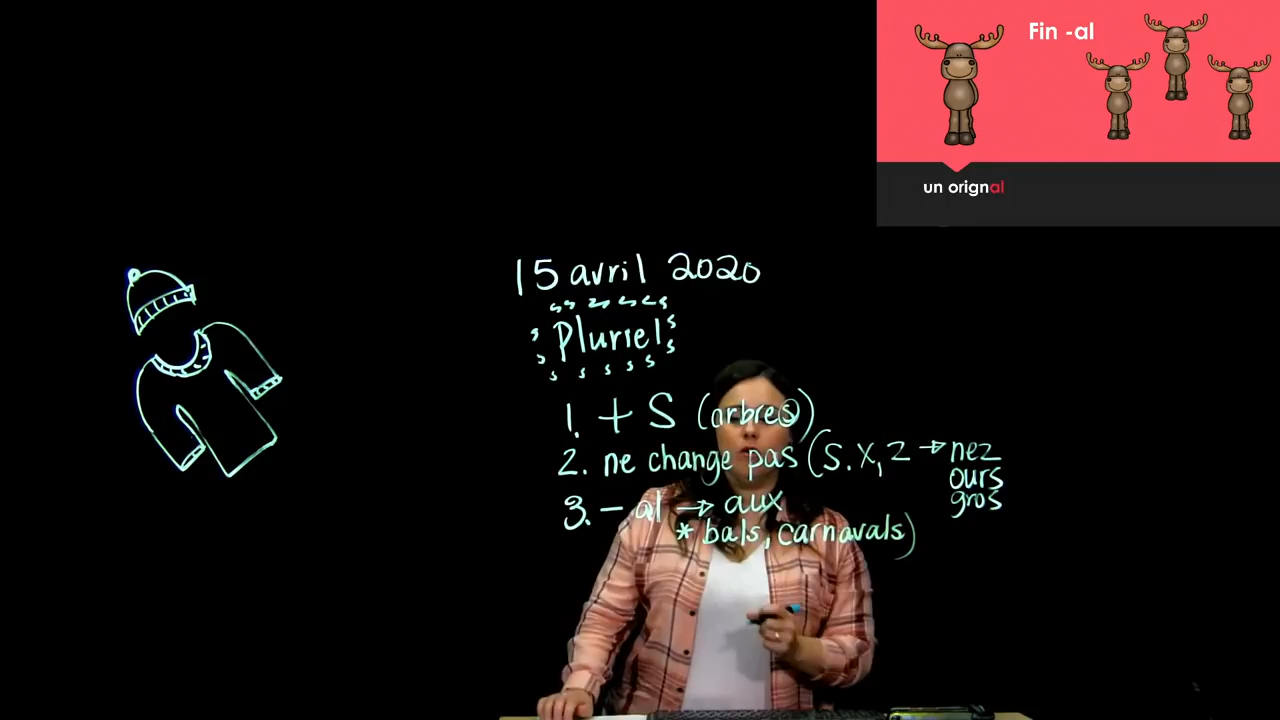 Fin -al
un orignal
15 avril 2020
Pluriel
1. + S (arbres)
2. ne change pas (S.X,Z → nez
ours
gros
3. - al → aux
* bals, carnavals)